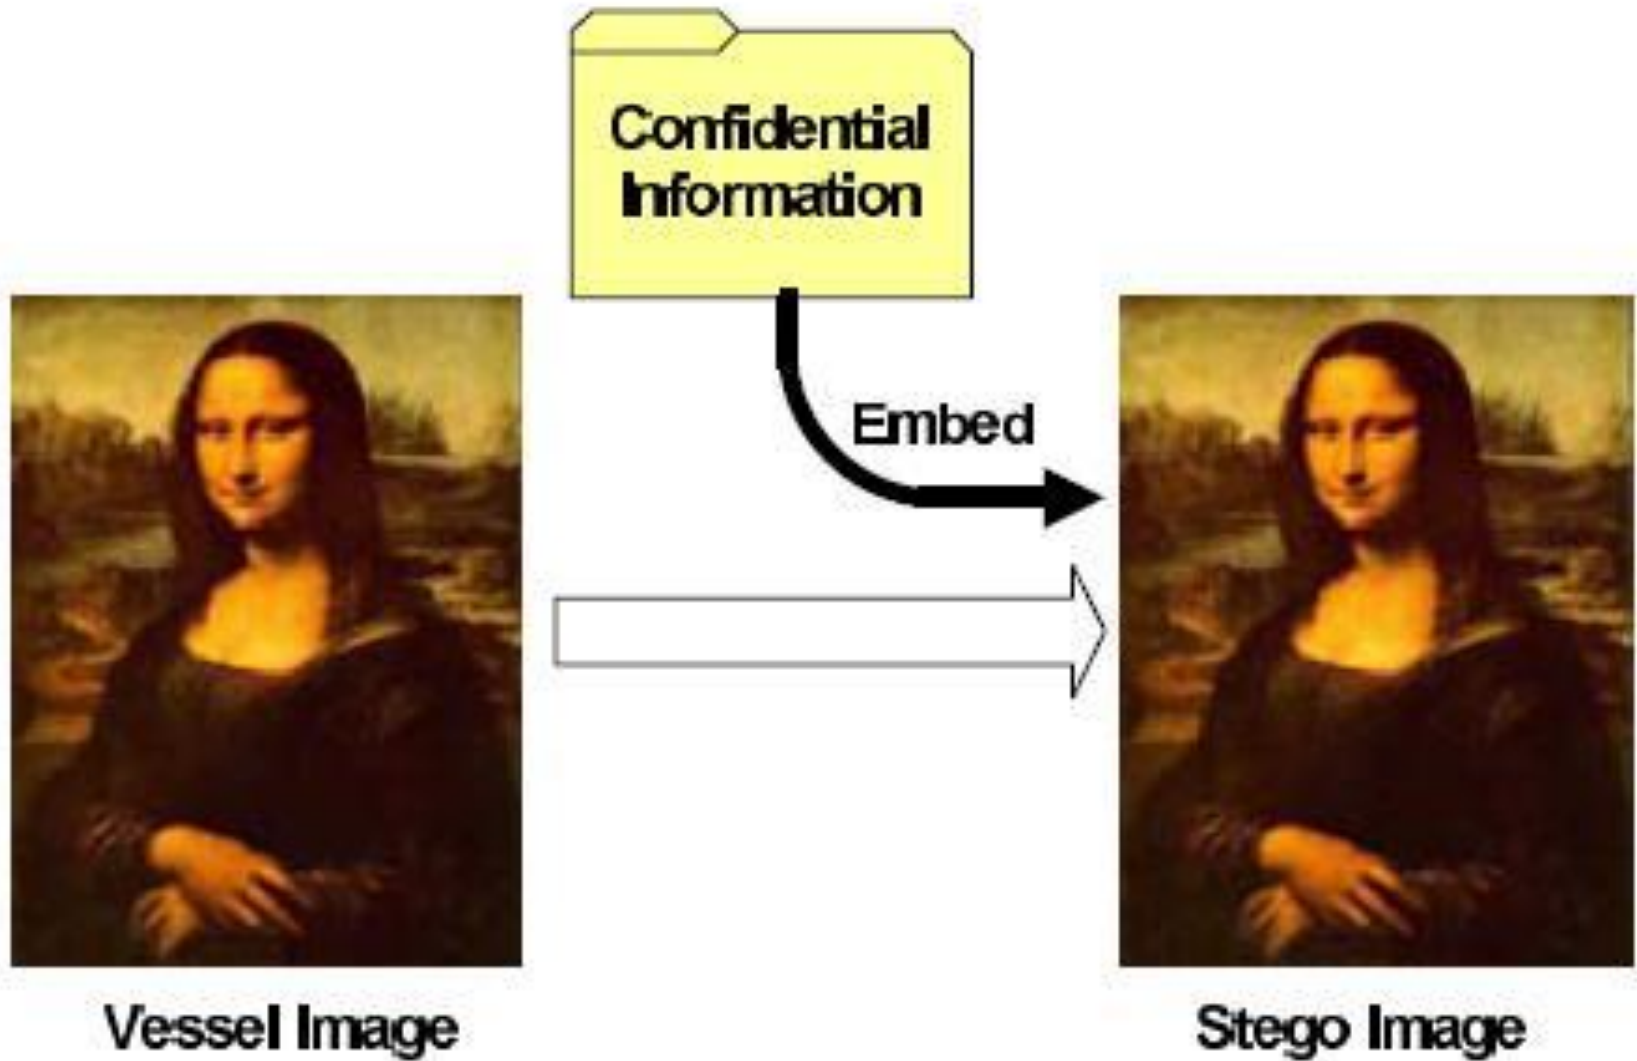 Confidential
Information
Embed
Vessel Image
Stego Image